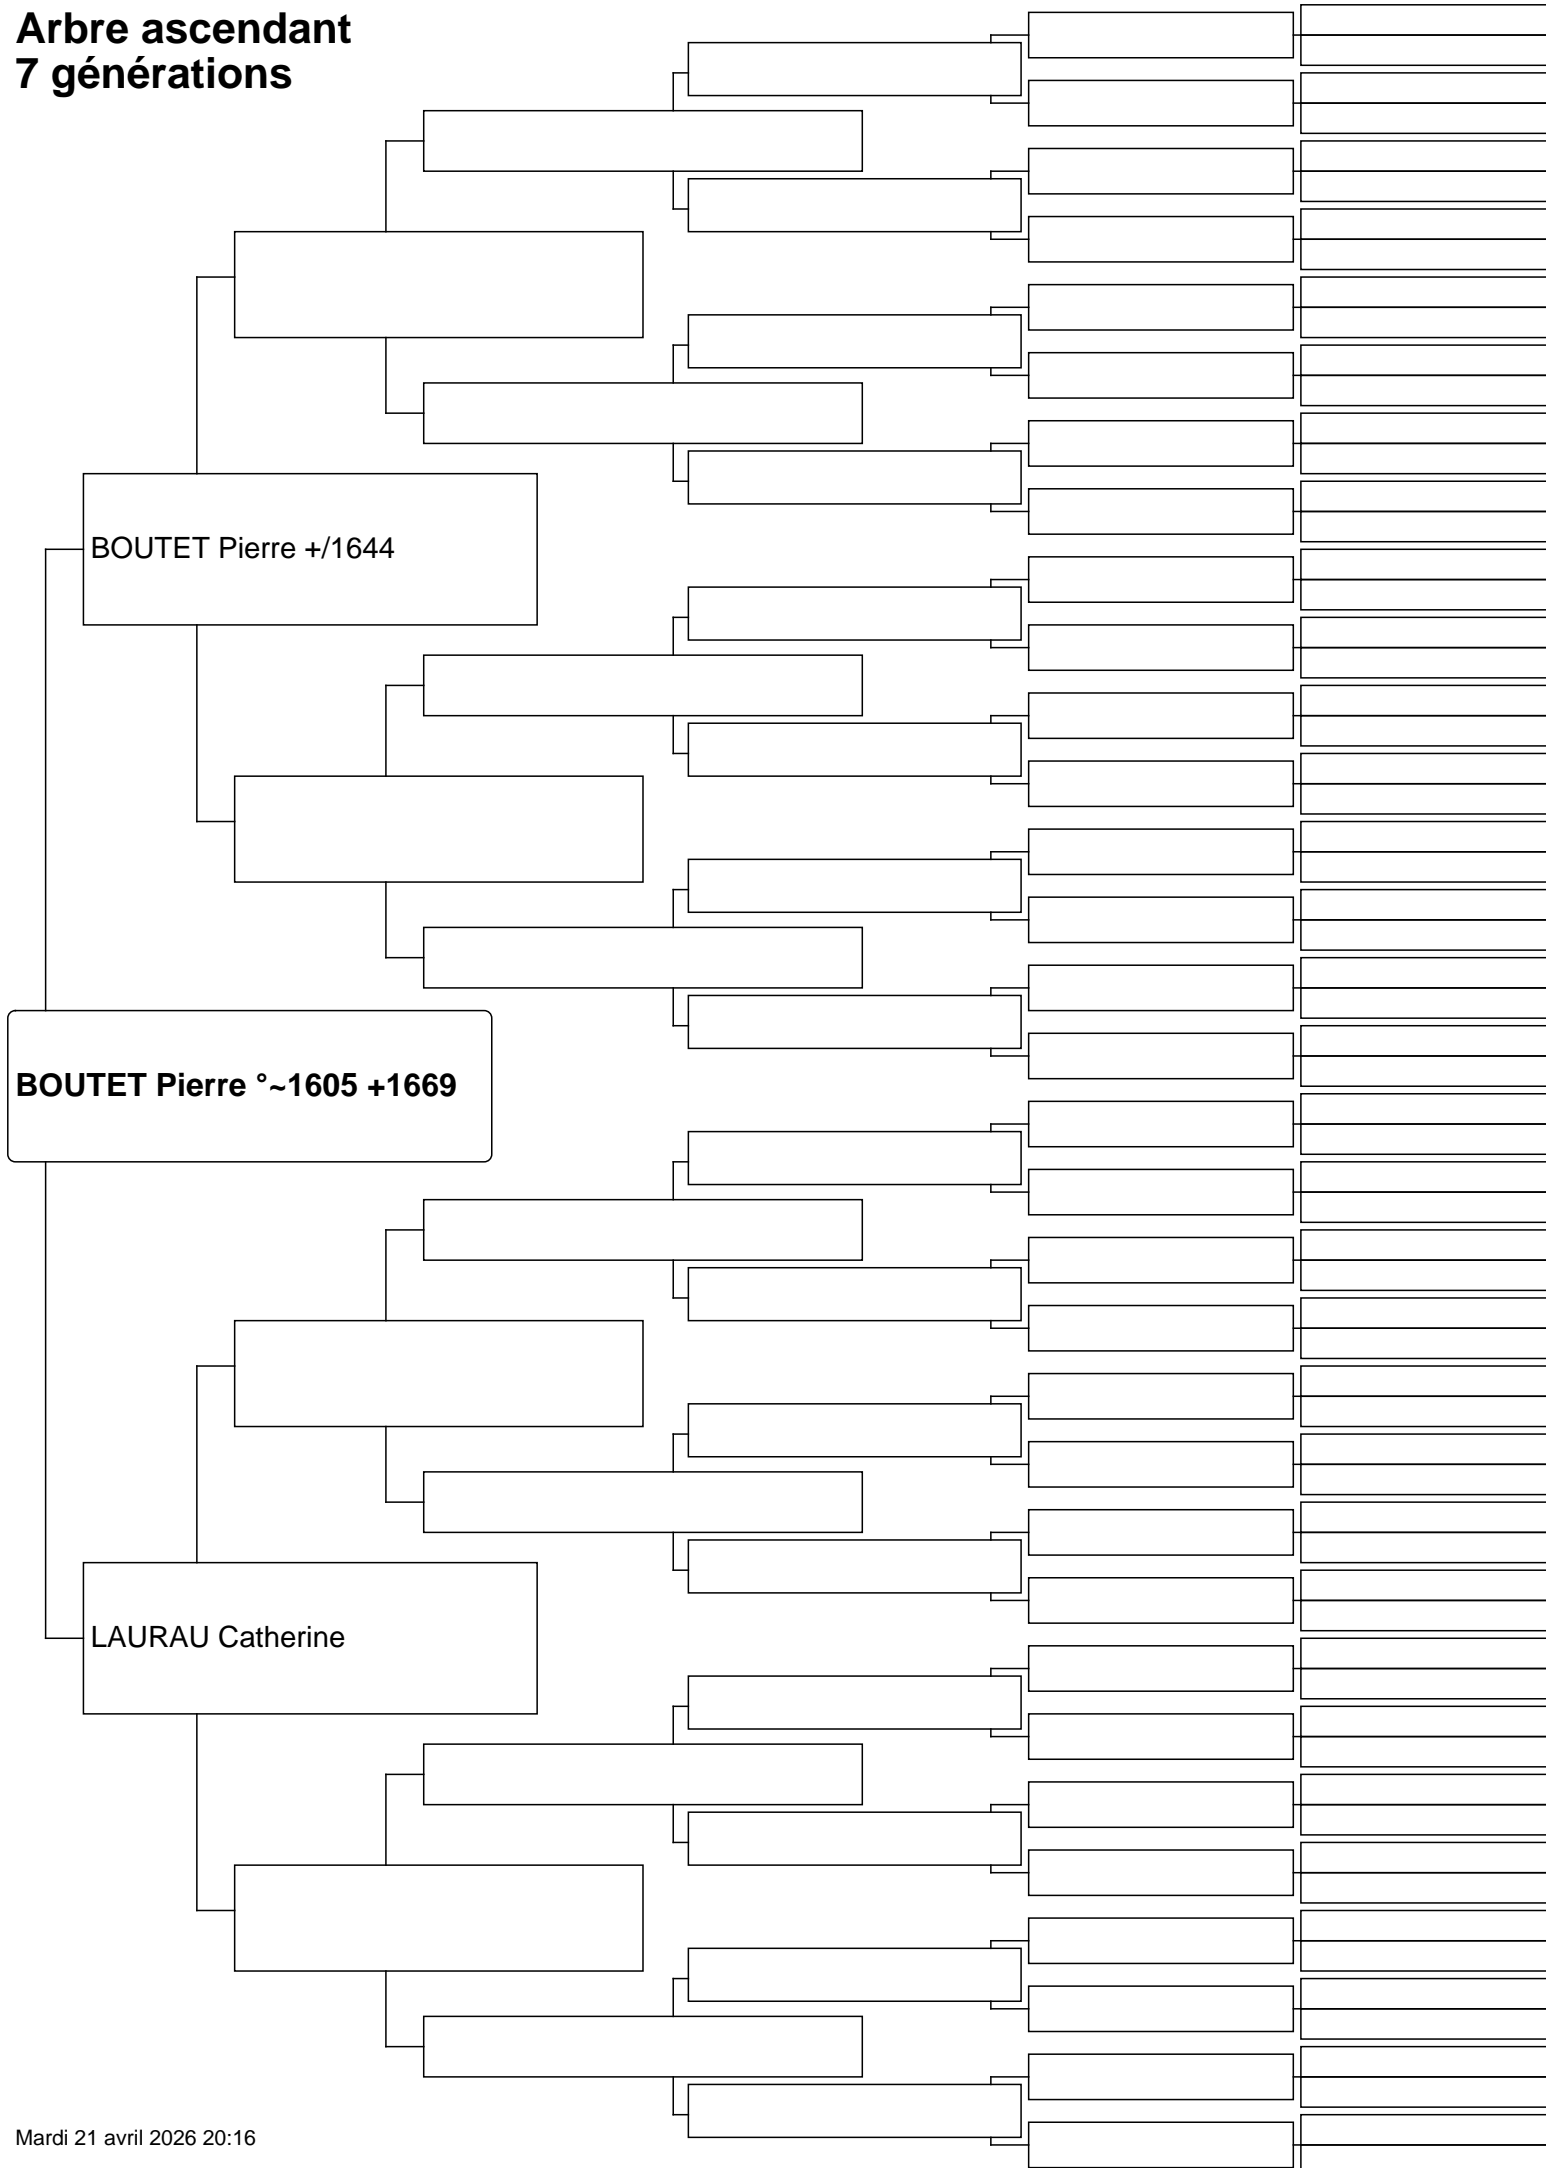 Arbre ascendant
7 générations
BOUTET Pierre +/1644
BOUTET Pierre °~1605 +1669
LAURAU Catherine
Mardi 21 avril 2026 20:16